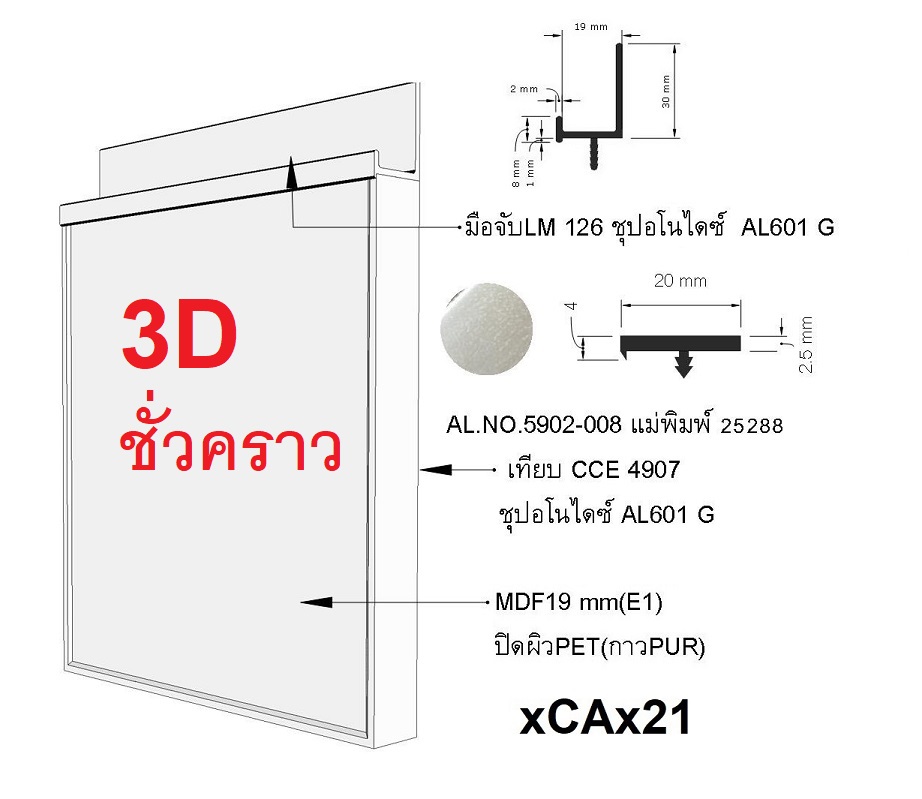 19 mm
2 mm
30 mm
8 mm
1 mm
มือจับLM 126 ชุปอโนไดซ์ AL601 G
20 mm
4
2.5 mm
3D
ชั่วคราว
AL.NO.5902-008 แม่พิมพ์ 25288
เทียบ CCE 4907
ชุปอโนไดซ์ AL601 G
MDF19 mm(E1)
ปิดผิวPET(กาวPUR)
xCAx21